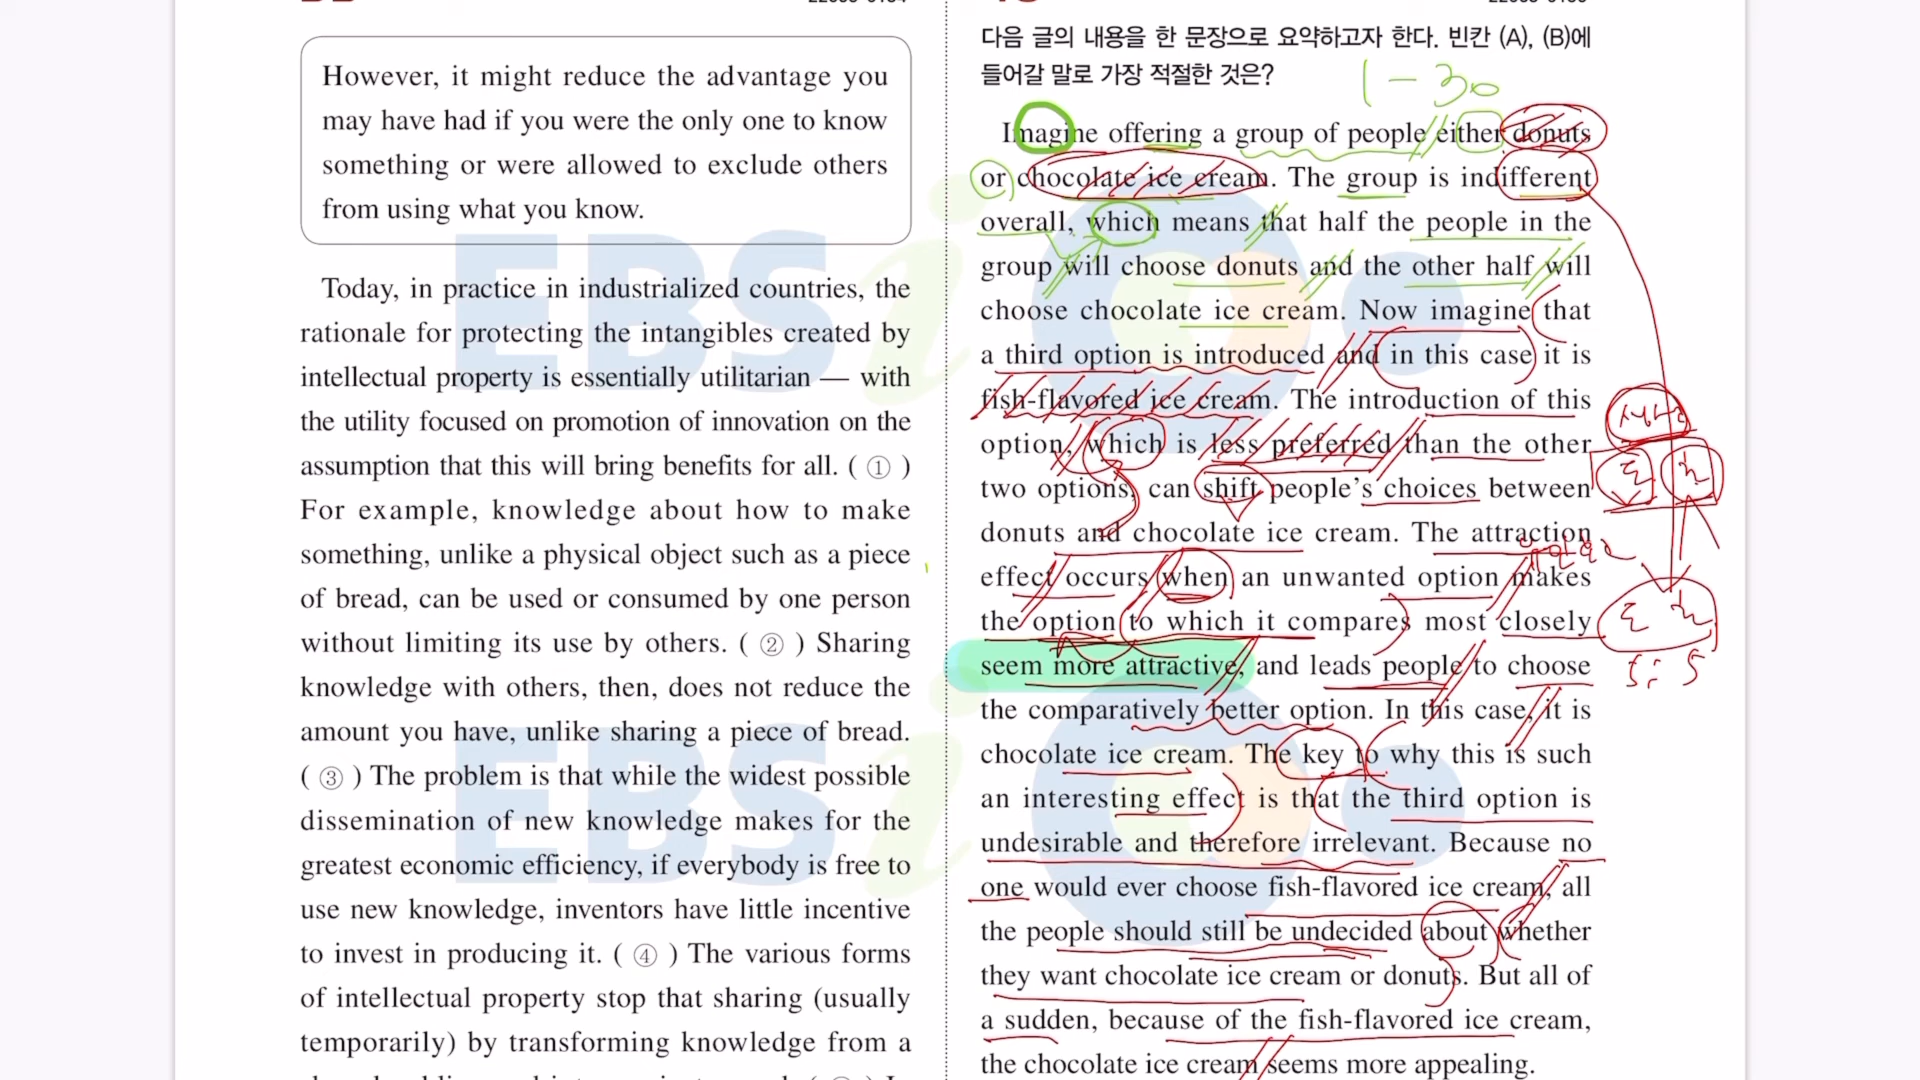 However, it might reduce the advantage you
may have had if you were the only one to know
something or were allowed to exclude others
from using what you know.
Today, in practice in industrialized countries, the
rationale for protecting the intangibles created by
intellectual property is essentially utilitarian — with
the utility focused on promotion of innovation on the
assumption that this will bring benefits for all. ( ① )
For example, knowledge about how to make
something, unlike a physical object such as a piece
of bread, can be used or consumed by one person
without limiting its use by others. ( ② ) Sharing
knowledge with others, then, does not reduce the
amount you have, unlike sharing a piece of bread.
( ③ ) The problem is that while the widest possible
dissemination of new knowledge makes for the
greatest economic efficiency, if everybody is free to
use new knowledge, inventors have little incentive
to invest in producing it. ( ④ ) The various forms
of intellectual property stop that sharing (usually
temporarily) by transforming knowledge from a
다음 글의 내용을 한 문장으로 요약하고자 한다. 빈칸 (A), (B)에
들어갈 말로 가장 적절한 것은?
1-30
Imagine offering a group of people either donuts
or chocolate ice cream. The group is indifferent
overall, which means that half the people in the
group will choose donuts and the other half will
choose chocolate ice cream. Now imagine that
a third option is introduced and in this case it is
fish-flavored ice cream. The introduction of this
option, which is less preferred than the other
two options, can shift people's choices between
donuts and chocolate ice cream. The attraction
effect occurs when an unwanted option makes
the option to which it compares most closely
seem more attractive, and leads people to choose
the comparatively better option. In this case, it is
chocolate ice cream. The key to why this is such
an interesting effect is that the third option is
undesirable and therefore irrelevant. Because no
one would ever choose fish-flavored ice cream, all
the people should still be undecided about whether
they want chocolate ice cream or donuts. But all of
a sudden, because of the fish-flavored ice cream,
the chocolate ice cream seems more appealing.
5:5
EBSi
EBSi